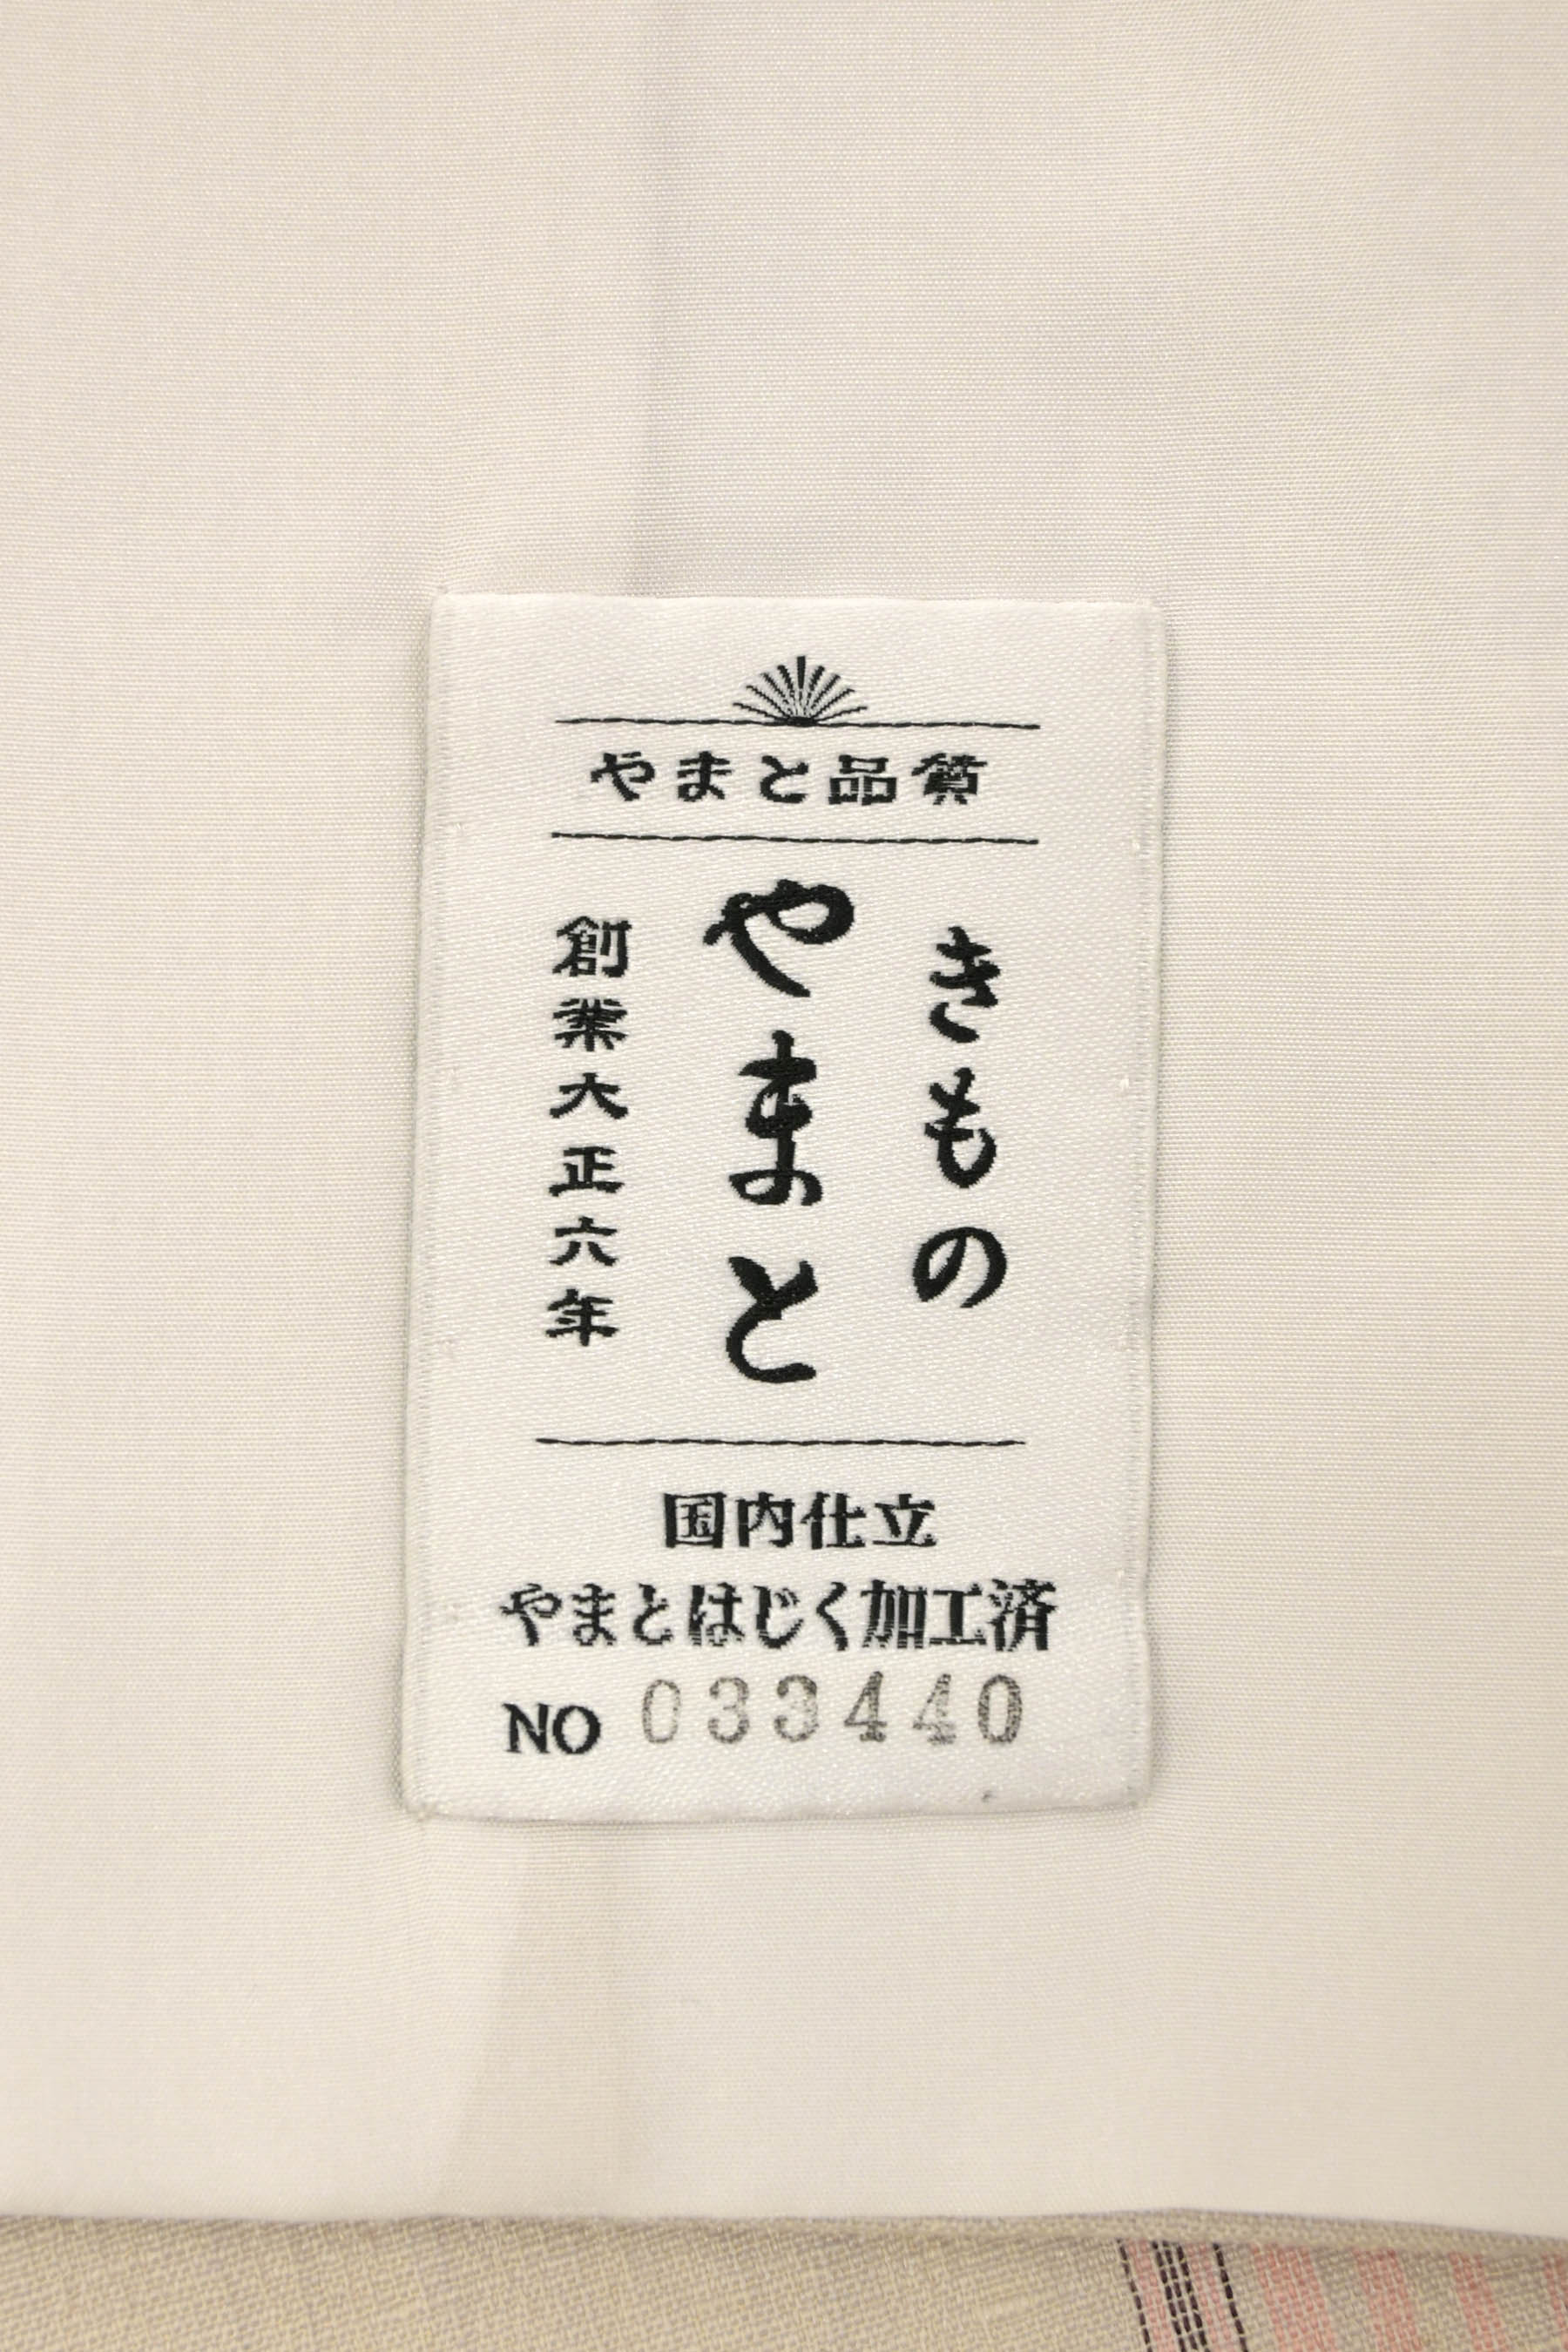 やまと品質
きもの
やまと
創業大正六年
国内仕立
やまとはじく加工済
NO 033440